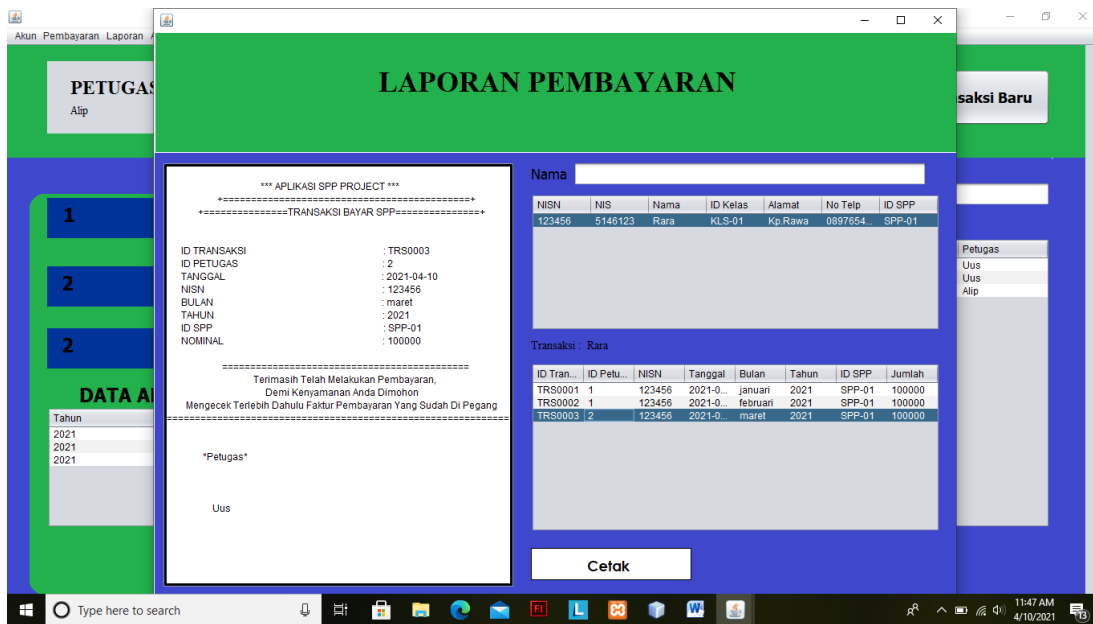 Akun Pembayaran Laporan
PETUGAS
Alip
saksi Baru
1
2
2
DATA
Tahun
2021
2021
2021
Petugas
Uus
Uus
Alip
LAPORAN PEMBAYARAN
*** APLIKASI SPP PROJECT ***
+=============================================+
+===============TRANSAKSI BAYAR SPP===============+
ID TRANSAKSI : TRS0003
ID PETUGAS : 2
TANGGAL : 2021-04-10
NISN : 123456
BULAN : maret
TAHUN : 2021
ID SPP : SPP-01
NOMINAL : 100000
=============================================
Terimasih Telah Melakukan Pembayaran,
Demi Kenyamanan Anda Dimohon
Mengecek Terlebih Dahulu Faktur Pembayaran Yang Sudah Di Pegang
==============================================================
*Petugas*
Uus
Nama
NISN NIS Nama ID Kelas Alamat No Telp ID SPP
123456 5146123 Rara KLS-01 Kp.Rawa 0897654... SPP-01
Transaksi : Rara
ID Tran... ID Petu... NISN Tanggal Bulan Tahun ID SPP Jumlah
TRS0001 1 123456 2021-0... januari 2021 SPP-01 100000
TRS0002 1 123456 2021-0... februari 2021 SPP-01 100000
TRS0003 2 123456 2021-0... maret 2021 SPP-01 100000
Cetak
Type here to search
11:47 AM
4/10/2021
13